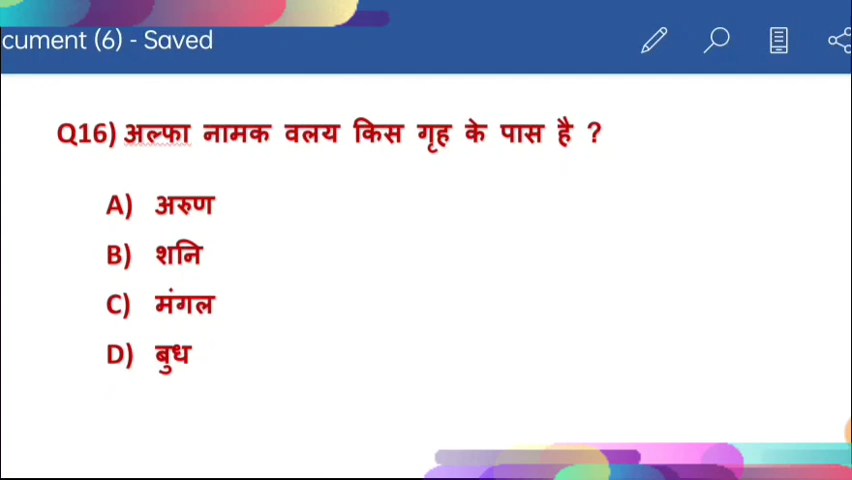 cument (6) - Saved
Q16) अल्फा नामक वलय किस गृह के पास है ?
A) अरुण
B) शनि
C) मंगल
D) बुध